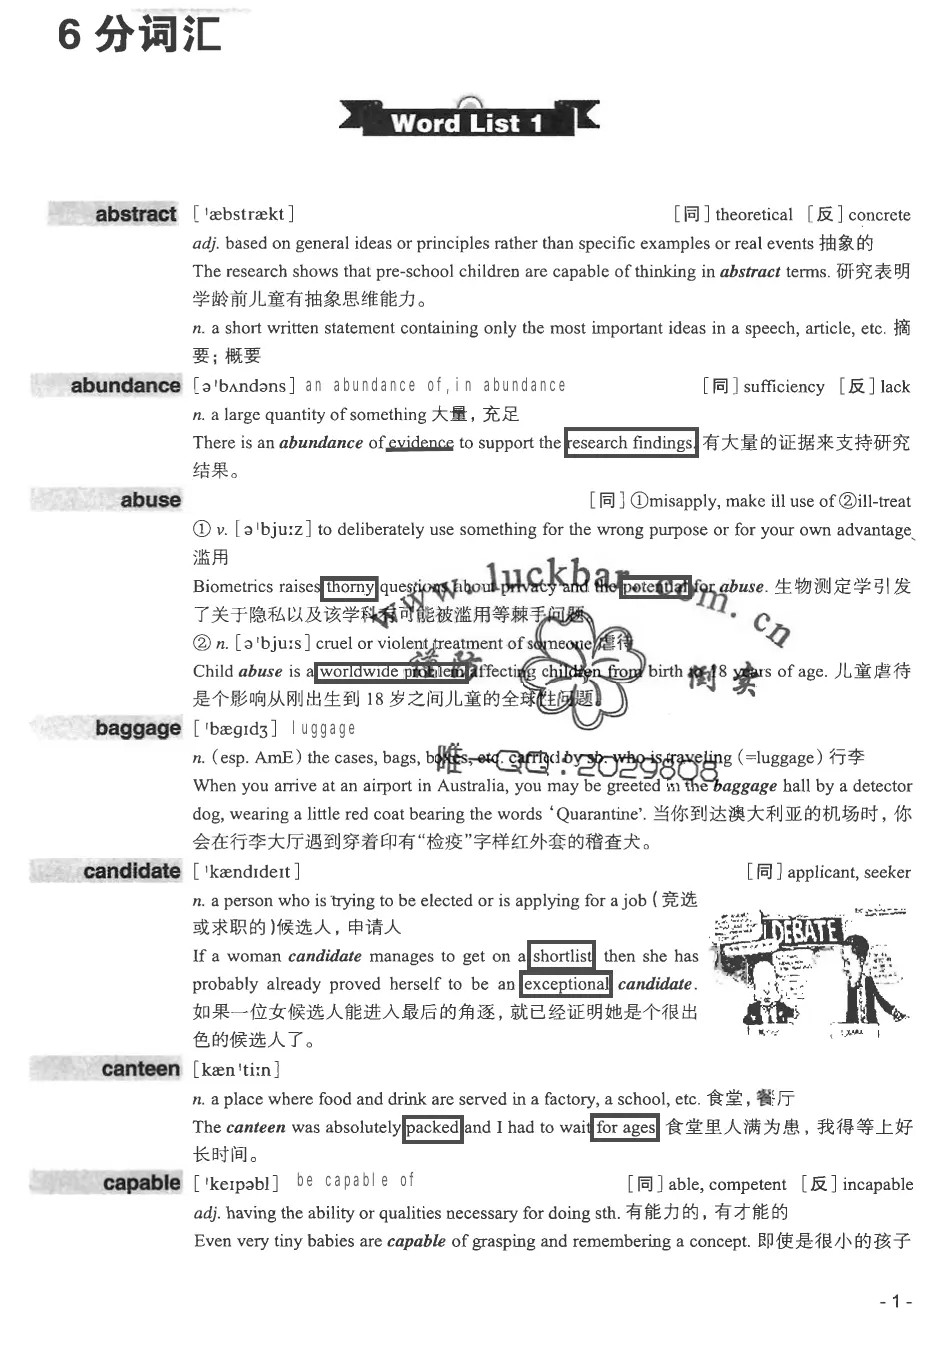 6 分词汇
Word List 1
abstract [ ˈæbstrækt ] [同] theoretical [反] concrete
adj. based on general ideas or principles rather than specific examples or real events 抽象的
The research shows that pre-school children are capable of thinking in abstract terms. 研究表明
学龄前儿童有抽象思维能力。
n. a short written statement containing only the most important ideas in a speech, article, etc. 摘
要；概要
abundance [ əˈbʌndəns ] an abundance of,in abundance [同] sufficiency [反] lack
n. a large quantity of something 大量，充足
There is an abundance of evidence to support the research findings. 有大量的证据来支持研究
结果。
abuse [同] ①misapply, make ill use of ②ill-treat
① v. [ əˈbjuːz ] to deliberately use something for the wrong purpose or for your own advantage
滥用
Biometrics raises thorny questions about privacy and the potential for abuse. 生物测定学引发
了关于隐私以及该学科有可能被滥用等棘手问题
② n. [ əˈbjuːs ] cruel or violent treatment of someone 虐待
Child abuse is a worldwide problem affecting children from birth to 18 years of age. 儿童虐待
是个影响从刚出生到 18 岁之间儿童的全球性问题。
www.luckbar.com.cn
baggage [ ˈbægɪdʒ ] luggage
n. (esp. AmE) the cases, bags, boxes, etc. carried by sb. who is traveling (=luggage) 行李
唯一QQ:2029808
When you arrive at an airport in Australia, you may be greeted in the baggage hall by a detector
dog, wearing a little red coat bearing the words ‘Quarantine’. 当你到达澳大利亚的机场时，你
会在行李大厅遇到穿着印有“检疫”字样红外套的稽查犬。
candidate [ ˈkændɪdeɪt ] [同] applicant, seeker
n. a person who is trying to be elected or is applying for a job (竞选
或求职的)候选人，申请人
If a woman candidate manages to get on a shortlist then she has
probably already proved herself to be an exceptional candidate.
如果一位女候选人能进入最后的角逐，就已经证明她是个很出
色的候选人了。
DEBATE
canteen [kænˈtiːn]
n. a place where food and drink are served in a factory, a school, etc. 食堂，餐厅
The canteen was absolutely packed and I had to wait for ages. 食堂里人满为患，我得等上好
长时间。
capable [ ˈkeɪpəbl ] be capable of [同] able, competent [反] incapable
adj. having the ability or qualities necessary for doing sth. 有能力的，有才能的
Even very tiny babies are capable of grasping and remembering a concept. 即使是很小的孩子
- 1 -